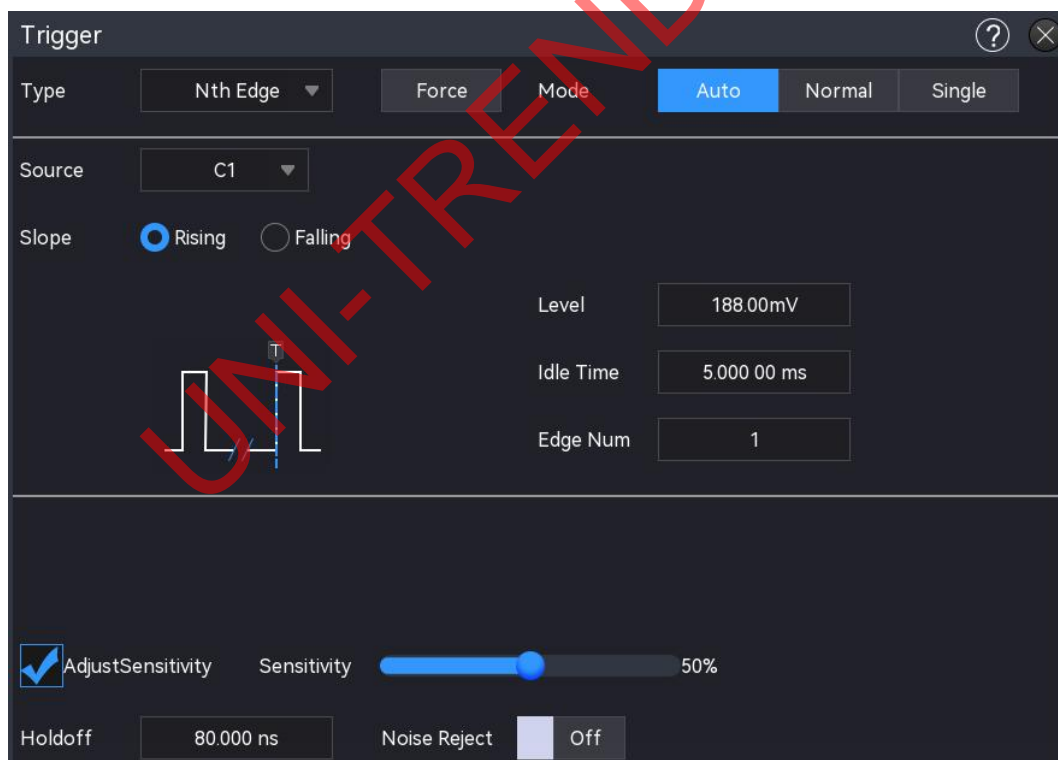 Trigger
?
Type Nth Edge Force Mode Auto Normal Single
Source C1
Slope Rising Falling
Level 188.00mV
T
Idle Time 5.000 00 ms
Edge Num 1
AdjustSensitivity Sensitivity 50%
Holdoff 80.000 ns Noise Reject Off
UNI-TREND